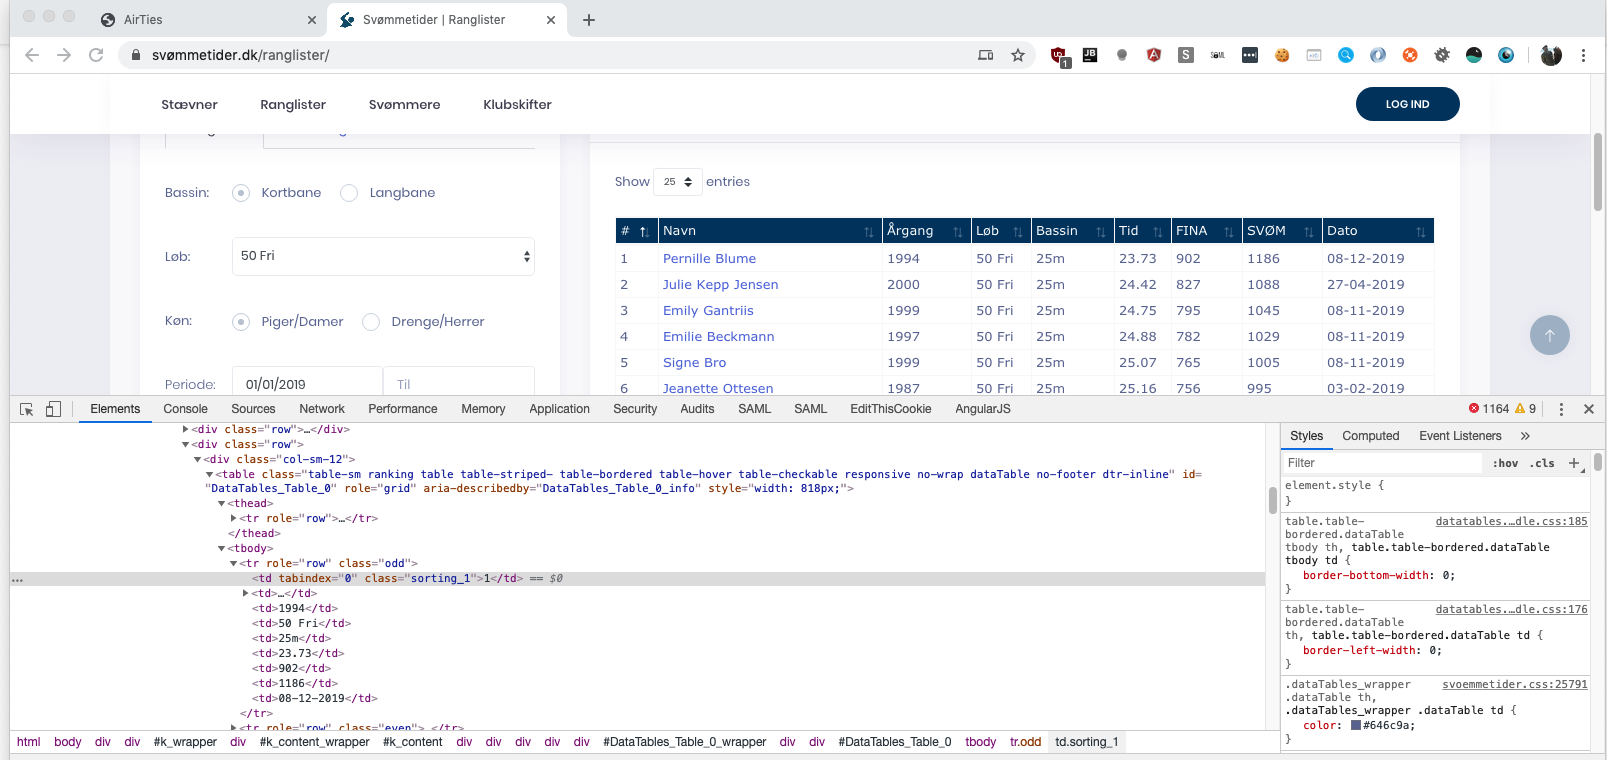 AirTies
Svømmetider | Ranglister
svømmetider.dk/ranglister/
1
Stævner Ranglister Svømmere Klubskifter LOG IND
Bassin: Kortbane Langbane
Løb: 50 Fri
Køn: Piger/Damer Drenge/Herrer
Periode: 01/01/2019 Til
Show 25 entries
# Navn Årgang Løb Bassin Tid FINA SVØM Dato
1 Pernille Blume 1994 50 Fri 25m 23.73 902 1186 08-12-2019
2 Julie Kepp Jensen 2000 50 Fri 25m 24.42 827 1088 27-04-2019
3 Emily Gantriis 1999 50 Fri 25m 24.75 795 1045 08-11-2019
4 Emilie Beckmann 1997 50 Fri 25m 24.88 782 1029 08-11-2019
5 Signe Bro 1999 50 Fri 25m 25.07 765 1005 08-11-2019
6 Jeanette Ottesen 1987 50 Fri 25m 25.16 756 995 03-02-2019
Elements Console Sources Network Performance Memory Application Security Audits SAML SAML EditThisCookie AngularJS 1164 9
<div class="row">…</div>
<div class="row">
<div class="col-sm-12">
<table class="table-sm ranking table table-striped- table-bordered table-hover table-checkable responsive no-wrap dataTable no-footer dtr-inline" id=
"DataTables_Table_0" role="grid" aria-describedby="DataTables_Table_0_info" style="width: 818px;">
<thead>
<tr role="row">…</tr>
</thead>
<tbody>
<tr role="row" class="odd">
... <td tabindex="0" class="sorting_1">1</td> == $0
<td>…</td>
<td>1994</td>
<td>50 Fri</td>
<td>25m</td>
<td>23.73</td>
<td>902</td>
<td>1186</td>
<td>08-12-2019</td>
</tr>
<tr role="row" class="even"> </tr>
html body div div #k_wrapper div #k_content_wrapper #k_content div div div div div #DataTables_Table_0_wrapper div div #DataTables_Table_0 tbody tr.odd td.sorting_1
Styles Computed Event Listeners »
Filter :hov .cls +
element.style {
}
table.table- datatables.…dle.css:185
bordered.dataTable
tbody th, table.table-bordered.dataTable
tbody td {
border-bottom-width: 0;
}
table.table- datatables.…dle.css:176
bordered.dataTable
th, table.table-bordered.dataTable td {
border-left-width: 0;
}
.dataTables_wrapper svoemmetider.css:25791
.dataTable th,
.dataTables_wrapper .dataTable td {
color: #646c9a;
}